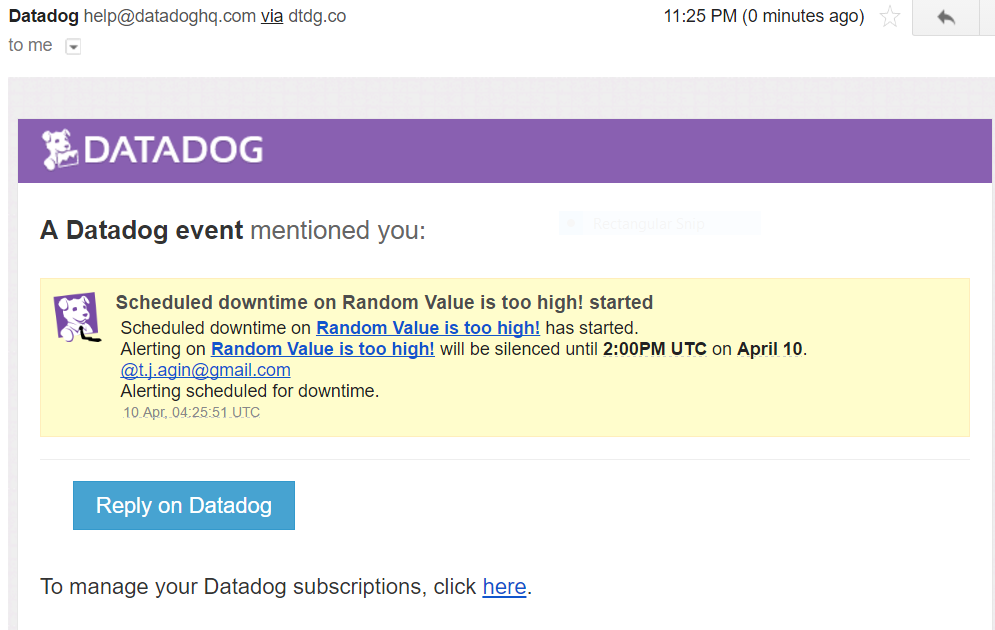 Datadog help@datadoghq.com via dtdg.co 11:25 PM (0 minutes ago)
to me
DATADOG
A Datadog event mentioned you:
Rectangular Snip
Scheduled downtime on Random Value is too high! started
Scheduled downtime on Random Value is too high! has started.
Alerting on Random Value is too high! will be silenced until 2:00PM UTC on April 10.
@t.j.agin@gmail.com
Alerting scheduled for downtime.
10 Apr, 04:25:51 UTC
Reply on Datadog
To manage your Datadog subscriptions, click here.